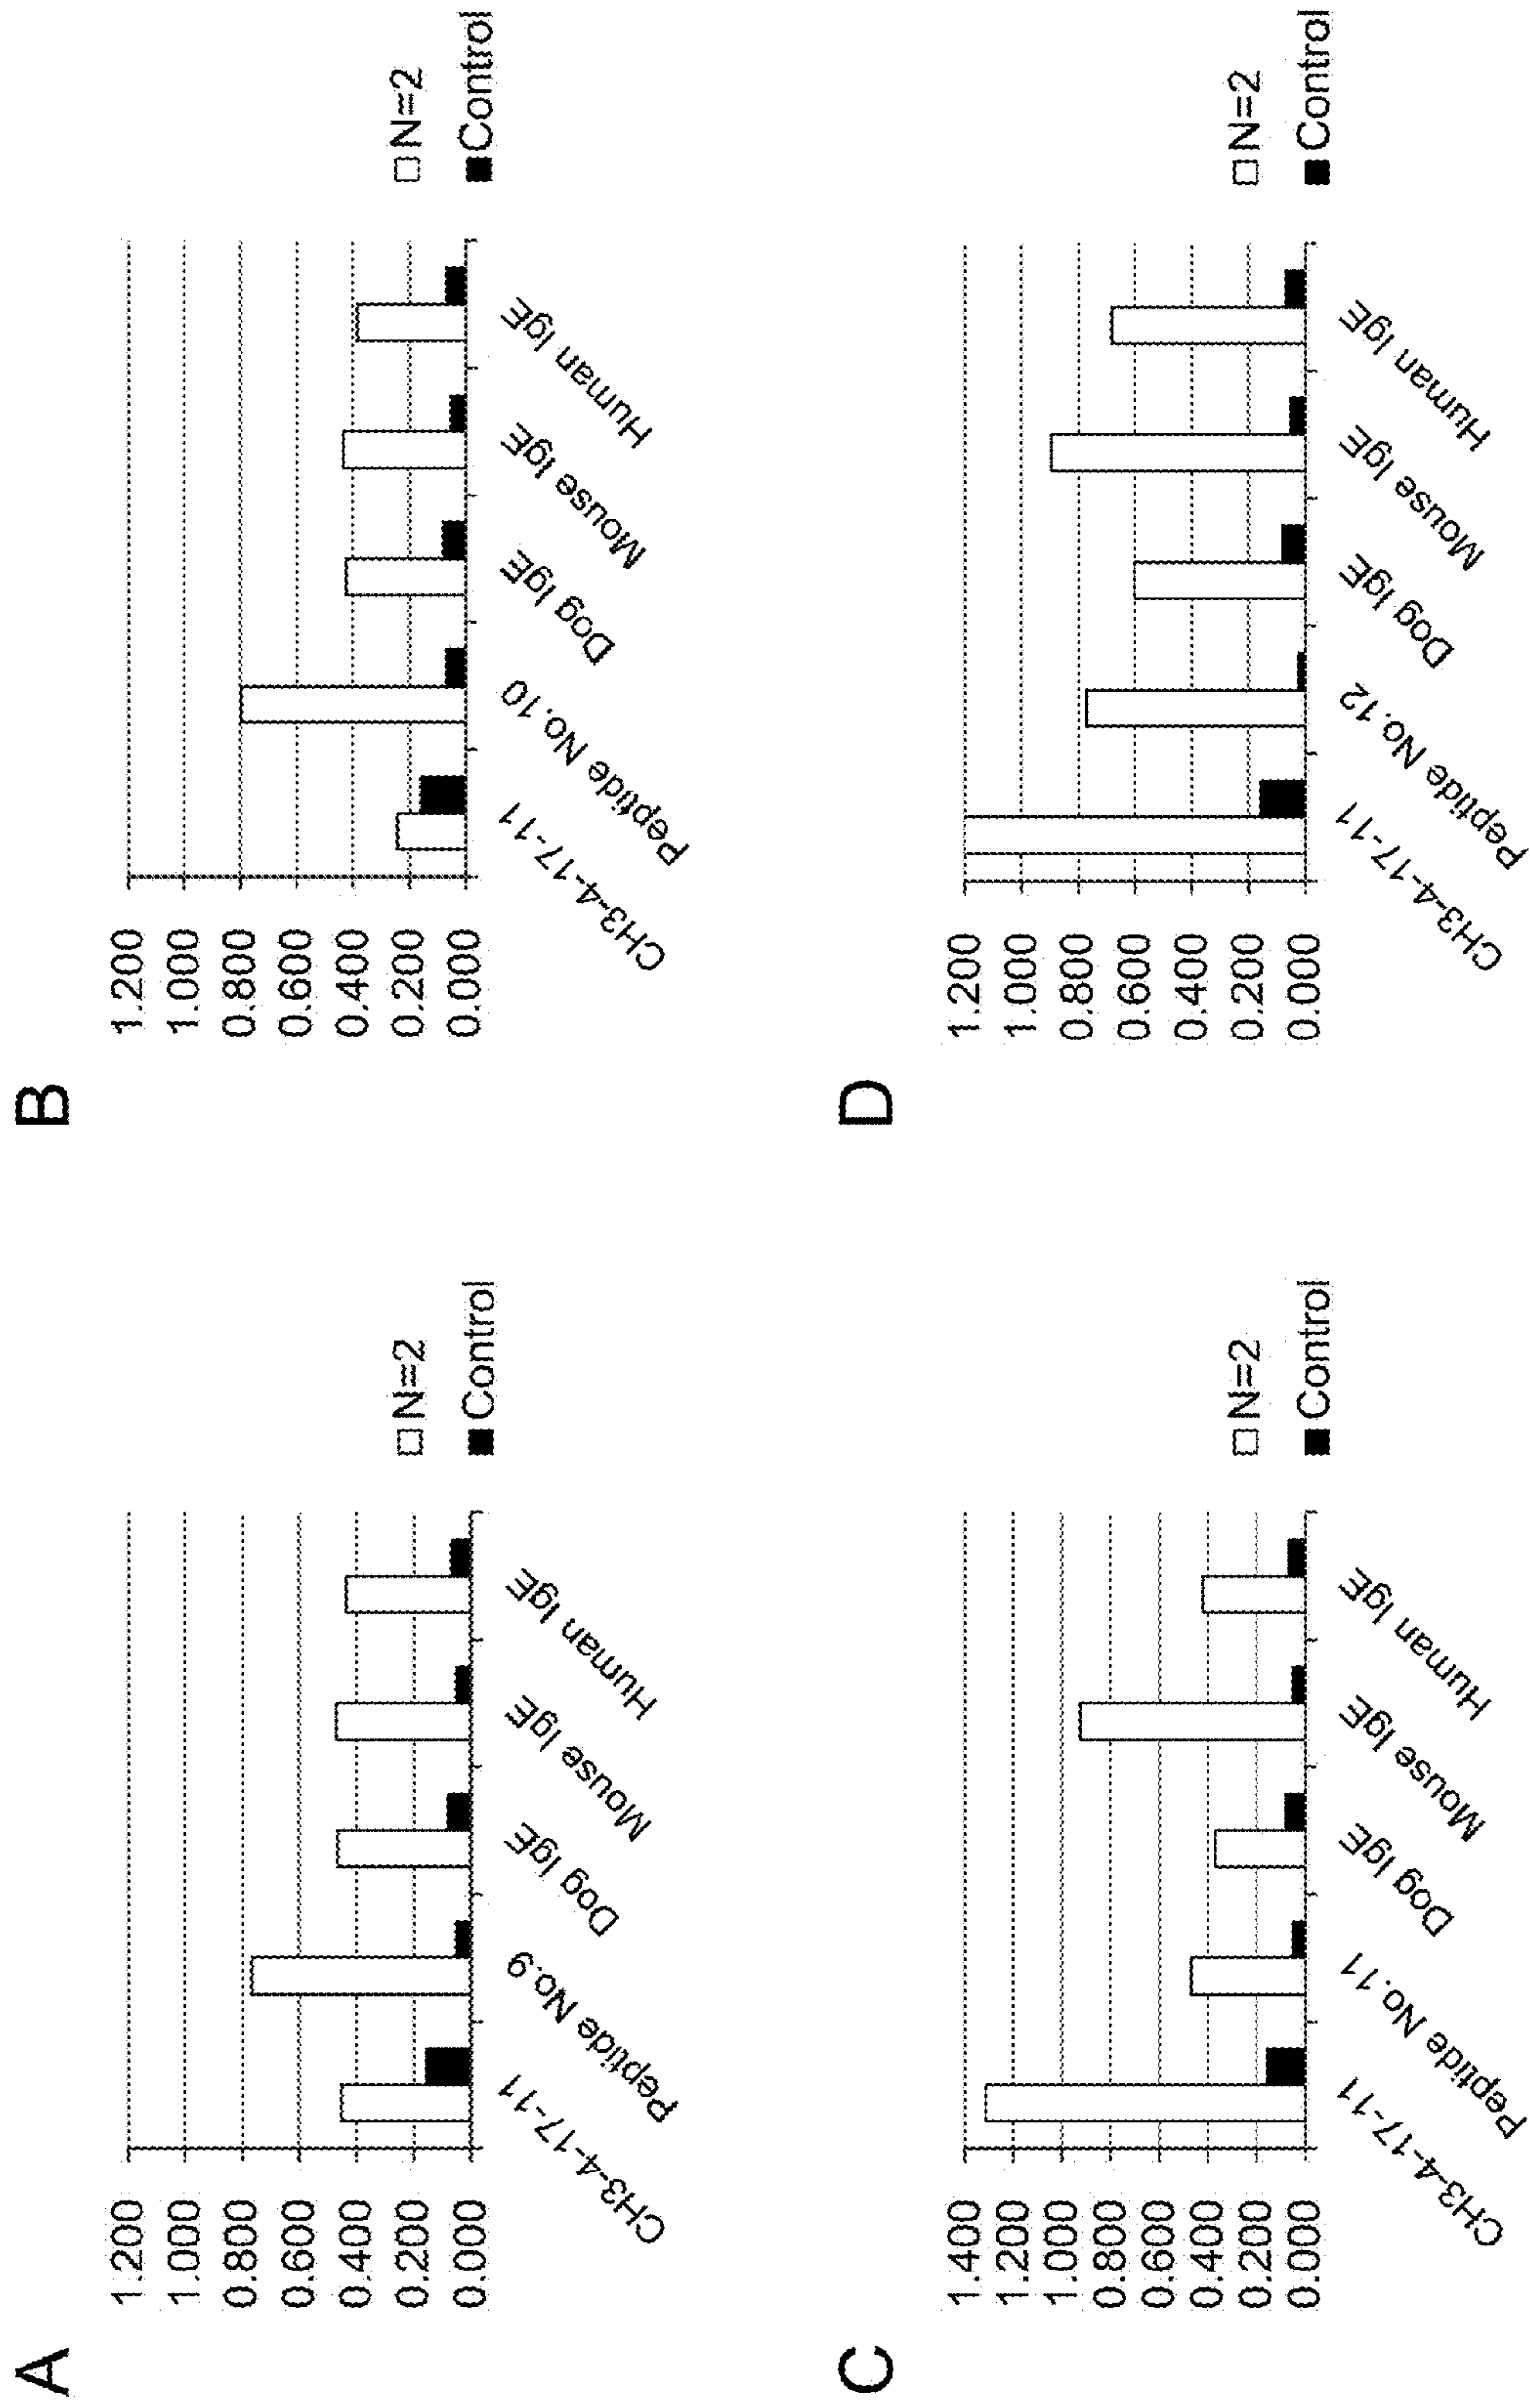 A
1.200
1.000
0.800
0.600
0.400
0.200
0.000
CH3-4-17-11
Peptide No.9
Dog IgE
Mouse IgE
Human IgE
N=2
Control
B
1.200
1.000
0.800
0.600
0.400
0.200
0.000
CH3-4-17-11
Peptide No.10
Dog IgE
Mouse IgE
Human IgE
N=2
Control
C
1.400
1.200
1.000
0.800
0.600
0.400
0.200
0.000
CH3-4-17-11
Peptide No.11
Dog IgE
Mouse IgE
Human IgE
N=2
Control
D
1.200
1.000
0.800
0.600
0.400
0.200
0.000
CH3-4-17-11
Peptide No.12
Dog IgE
Mouse IgE
Human IgE
N=2
Control